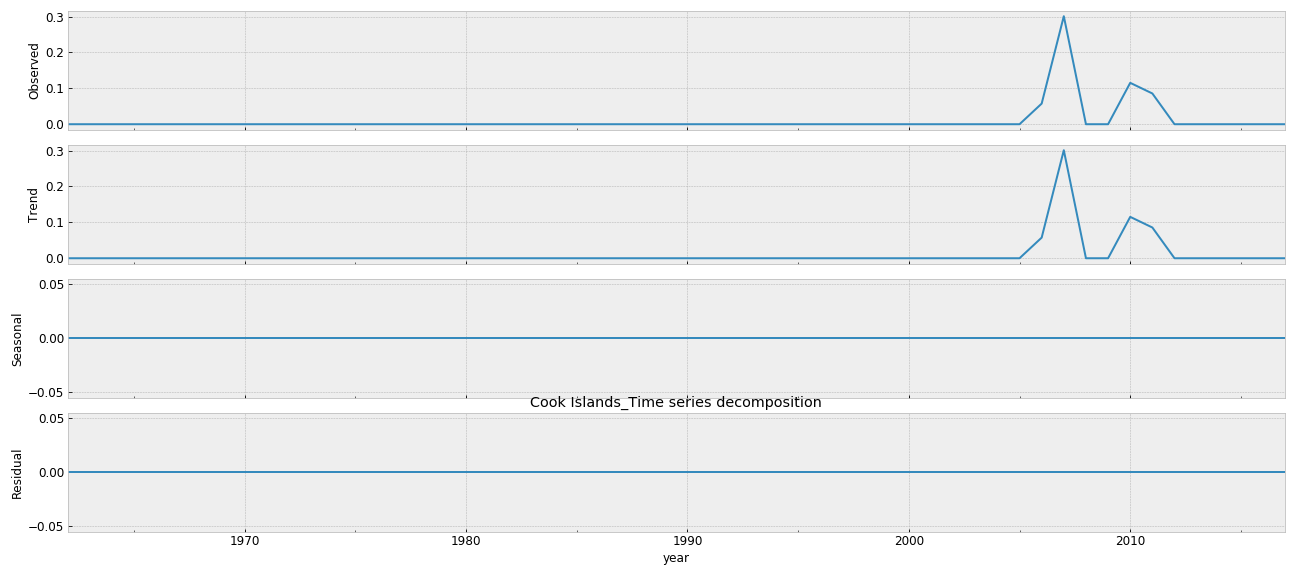 Observed
0.3
0.2
0.1
0.0
Trend
0.3
0.2
0.1
0.0
Seasonal
0.05
0.00
−0.05
Cook Islands_Time series decomposition
Residual
0.05
0.00
−0.05
1970 1980 1990 2000 2010
year